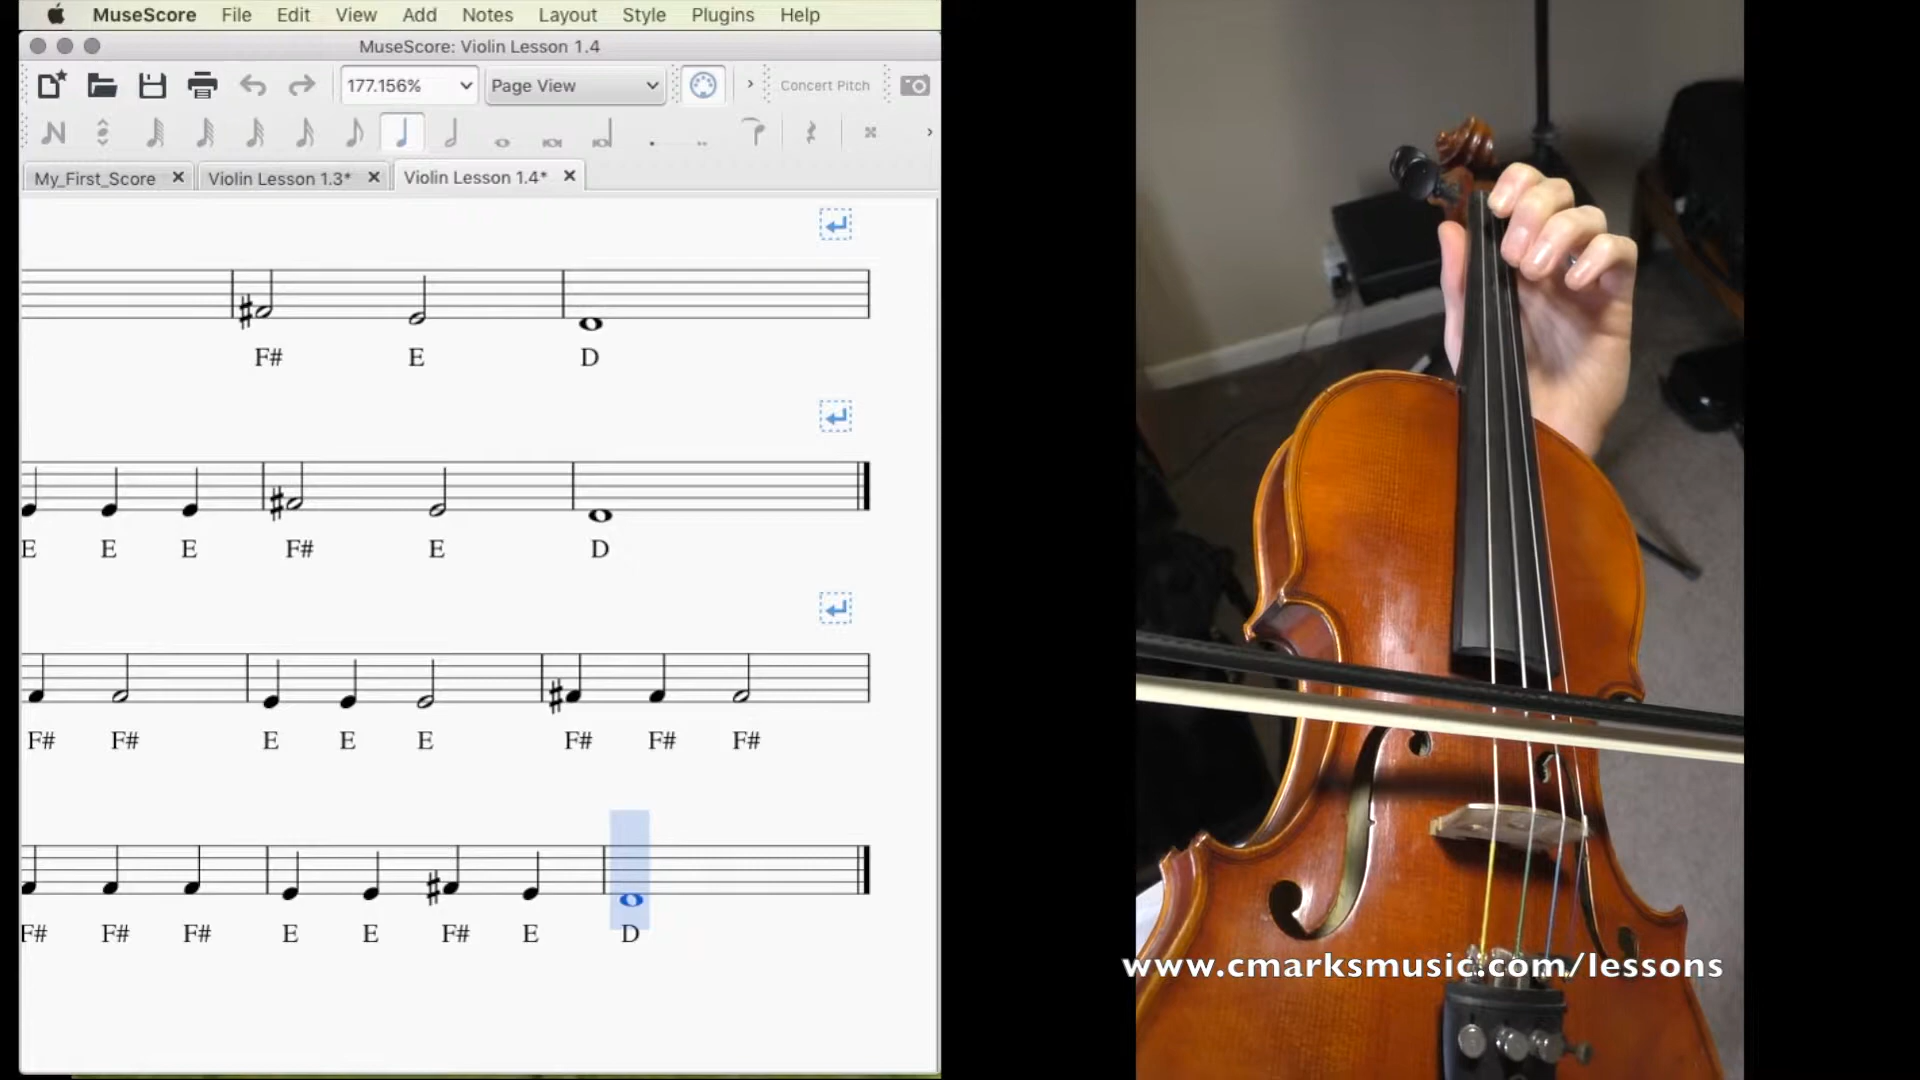 MuseScore File Edit View Add Notes Layout Style Plugins Help
MuseScore: Violin Lesson 1.4
177.156% Page View Concert Pitch
My_First_Score Violin Lesson 1.3* Violin Lesson 1.4*
F# E D
E E E F# E D
F# F# E E E F# F# F#
F# F# F# E E F# E D
www.cmarksmusic.com/lessons